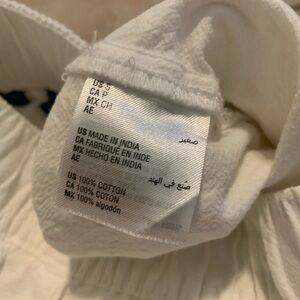 US S
CA P
MX CH
AE
صغير
US MADE IN INDIA
CA FABRIQUÉ EN INDE
MX HECHO EN INDIA
AE
صنع في الهند
US 100% COTTON
CA 100% COTON
MX 100% algodón